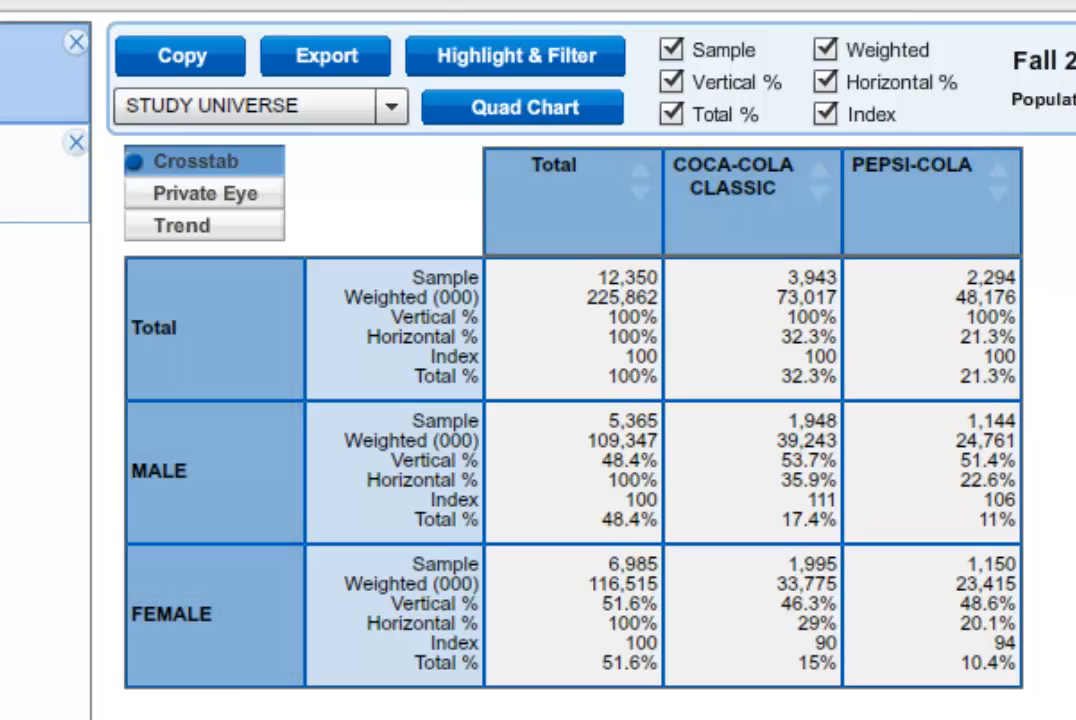 Copy Export Highlight & Filter
STUDY UNIVERSE Quad Chart
Sample Weighted
Vertical % Horizontal %
Total % Index
Fall 2
Populat
Crosstab
Private Eye
Trend
Total COCA-COLA CLASSIC PEPSI-COLA
Total
Sample 12,350 3,943 2,294
Weighted (000) 225,862 73,017 48,176
Vertical % 100% 100% 100%
Horizontal % 100% 32.3% 21.3%
Index 100 100 100
Total % 100% 32.3% 21.3%
MALE
Sample 5,365 1,948 1,144
Weighted (000) 109,347 39,243 24,761
Vertical % 48.4% 53.7% 51.4%
Horizontal % 100% 35.9% 22.6%
Index 100 111 106
Total % 48.4% 17.4% 11%
FEMALE
Sample 6,985 1,995 1,150
Weighted (000) 116,515 33,775 23,415
Vertical % 51.6% 46.3% 48.6%
Horizontal % 100% 29% 20.1%
Index 100 90 94
Total % 51.6% 15% 10.4%